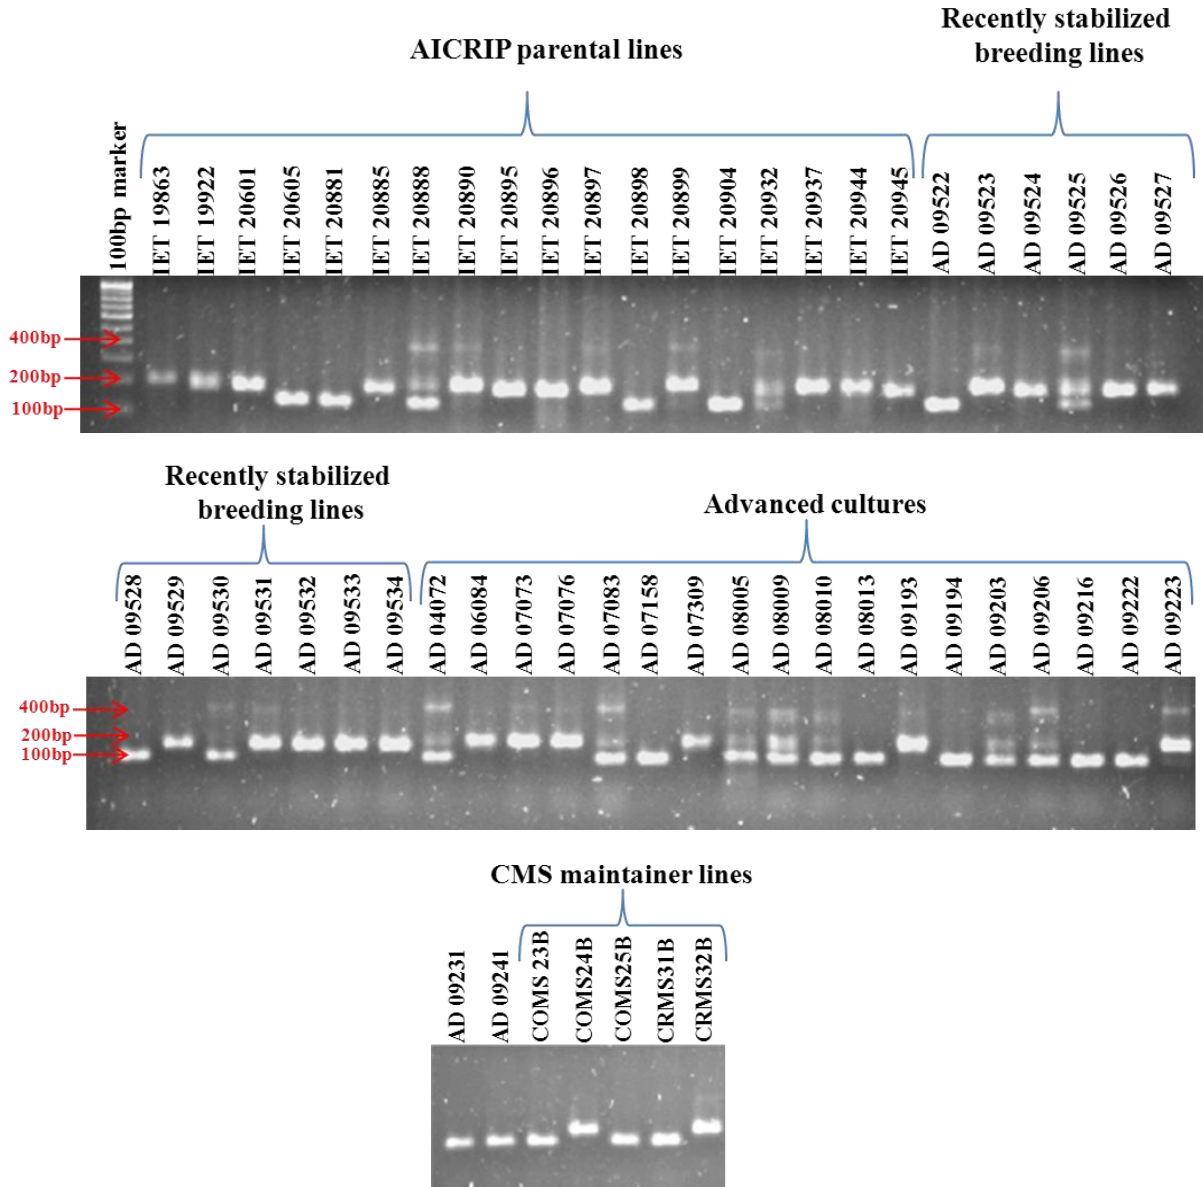 Recently stabilized
breeding lines
AICRIP parental lines
100bp marker
IET 19863
IET 19922
IET 20601
IET 20605
IET 20881
IET 20885
IET 20888
IET 20890
IET 20895
IET 20896
IET 20897
IET 20898
IET 20899
IET 20904
IET 20932
IET 20937
IET 20944
IET 20945
AD 09522
AD 09523
AD 09524
AD 09525
AD 09526
AD 09527
400bp
200bp
100bp
Recently stabilized
breeding lines
Advanced cultures
AD 09528
AD 09529
AD 09530
AD 09531
AD 09532
AD 09533
AD 09534
AD 04072
AD 06084
AD 07073
AD 07076
AD 07083
AD 07158
AD 07309
AD 08005
AD 08009
AD 08010
AD 08013
AD 09193
AD 09194
AD 09203
AD 09206
AD 09216
AD 09222
AD 09223
400bp
200bp
100bp
CMS maintainer lines
AD 09231
AD 09241
COMS 23B
COMS24B
COMS25B
CRMS31B
CRMS32B